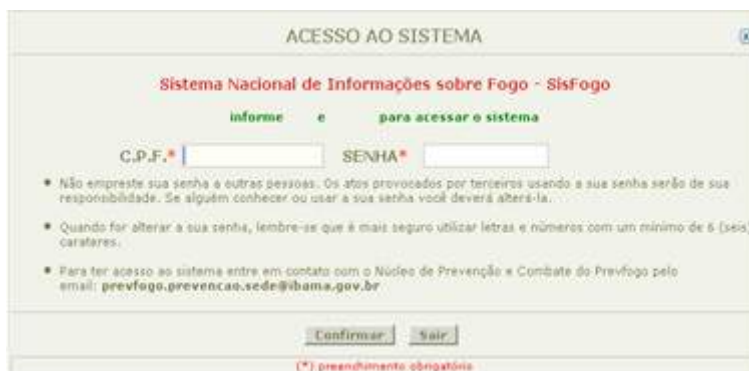 ACESSO AO SISTEMA
Sistema Nacional de Informações sobre Fogo - SisFogo
informe e para acessar o sistema
C.P.F.* SENHA*
Não empreste sua senha a outras pessoas. Os atos provocados por terceiros usando a sua senha serão de sua
responsibilidade. Se alguém conhecer ou usar a sua senha você deverá alterá-la.
Quando for alterar a sua senha, lembre-se que é mais seguro utilizar letras e números com um mínimo de 6 (seis)
carateres.
Para ter acesso ao sistema entre em contato com o Núcleo de Prevenção e Combate do Prevfogo pelo
email: prevfogo.prevencao.sede@ibama.gov.br
Confirmar Sair
(*) preendhimento obrigatório